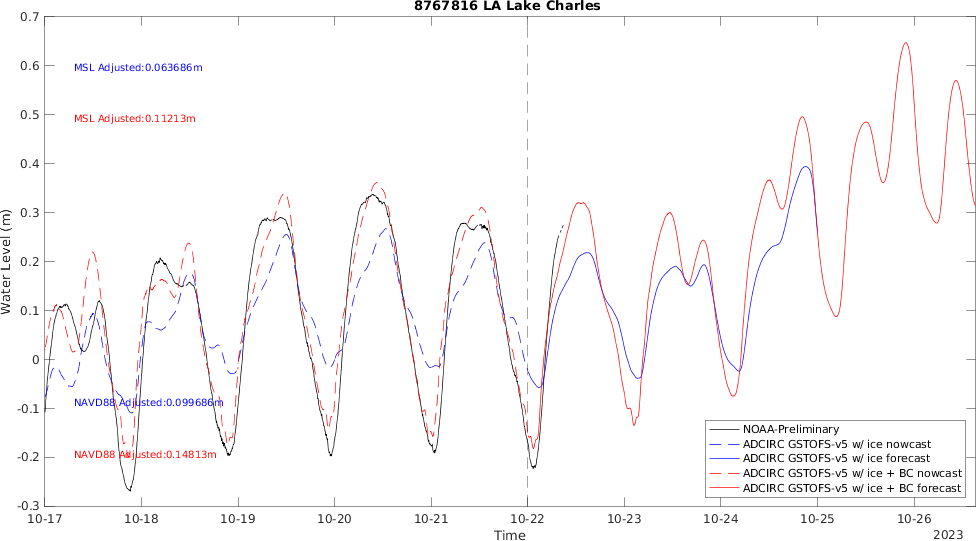 8767816 LA Lake Charles
0.7
0.6
0.5
0.4
0.3
0.2
0.1
0
-0.1
-0.2
-0.3
Water Level (m)
MSL Adjusted:0.063686m
MSL Adjusted:0.11213m
NAVD88 Adjusted:0.099686m
NAVD88 Adjusted:0.14813m
NOAA-Preliminary
ADCIRC GSTOFS-v5 w/ ice nowcast
ADCIRC GSTOFS-v5 w/ ice forecast
ADCIRC GSTOFS-v5 w/ ice + BC nowcast
ADCIRC GSTOFS-v5 w/ ice + BC forecast
10-17 10-18 10-19 10-20 10-21 10-22 10-23 10-24 10-25 10-26
Time
2023